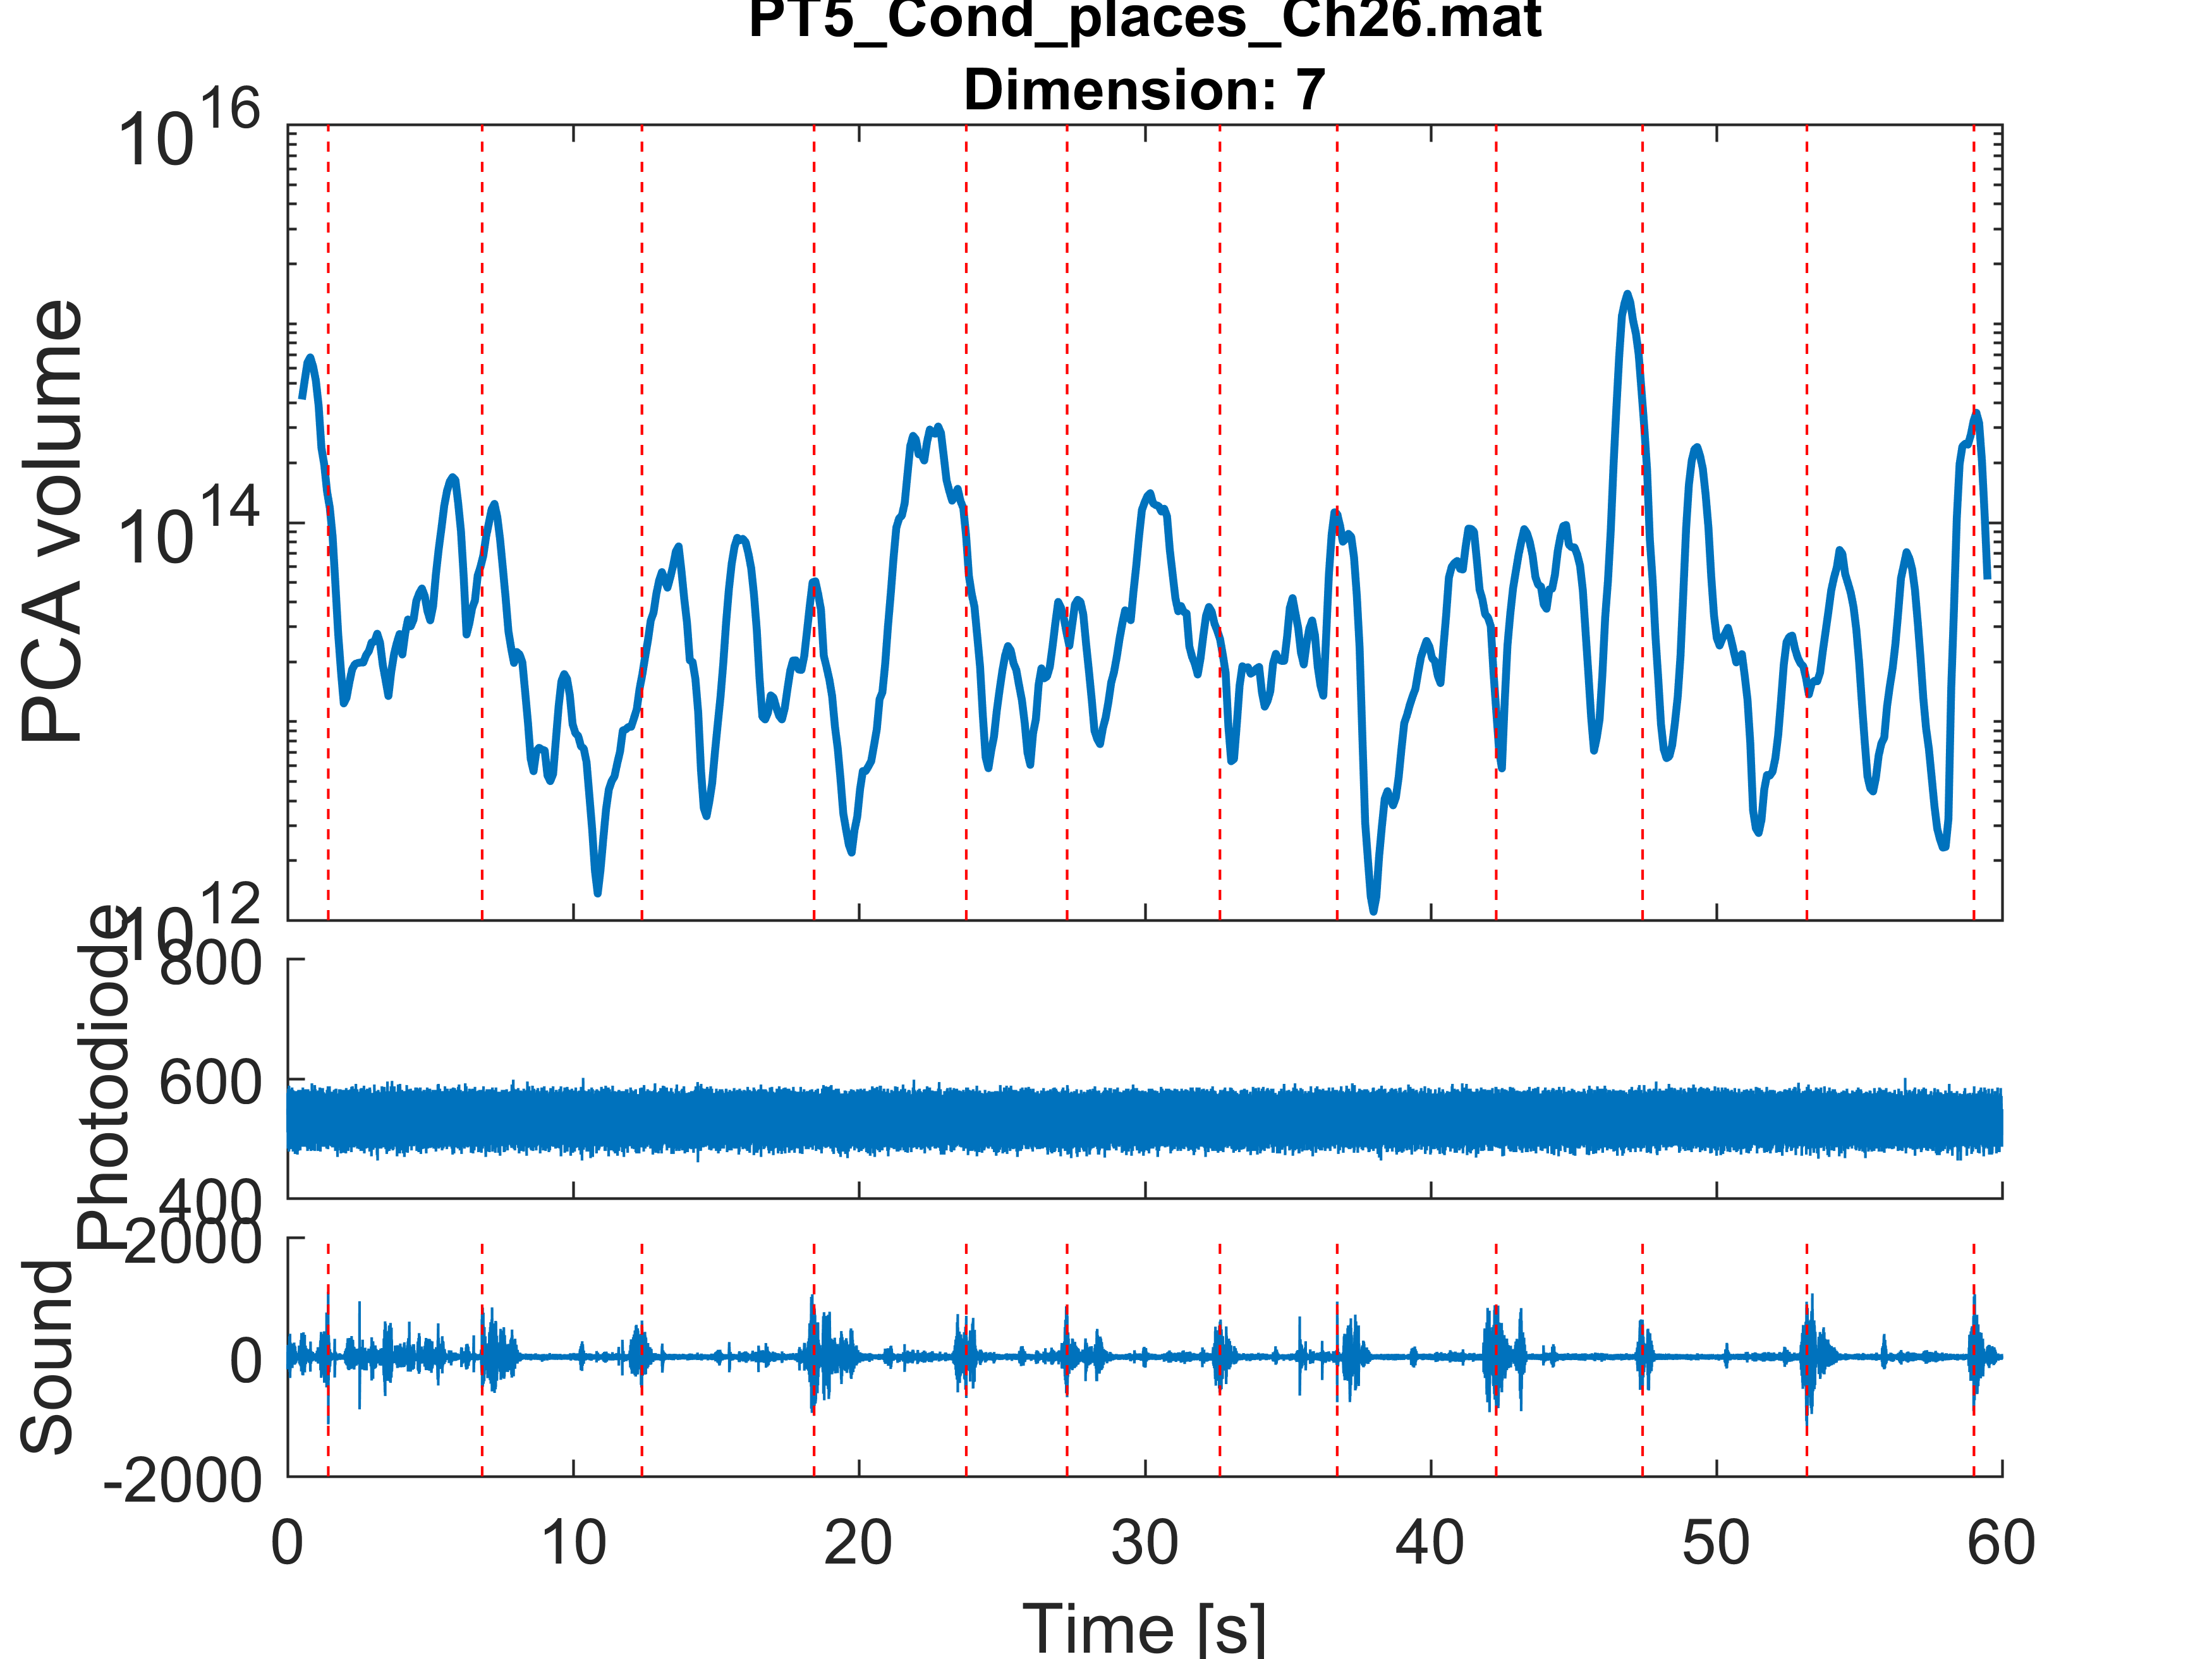 PT5_Cond_places_Ch26.mat
Dimension: 7
PCA volume
10^16
10^14
10^12
Photodiode
800
600
400
Sound
2000
0
-2000
0 10 20 30 40 50 60
Time [s]